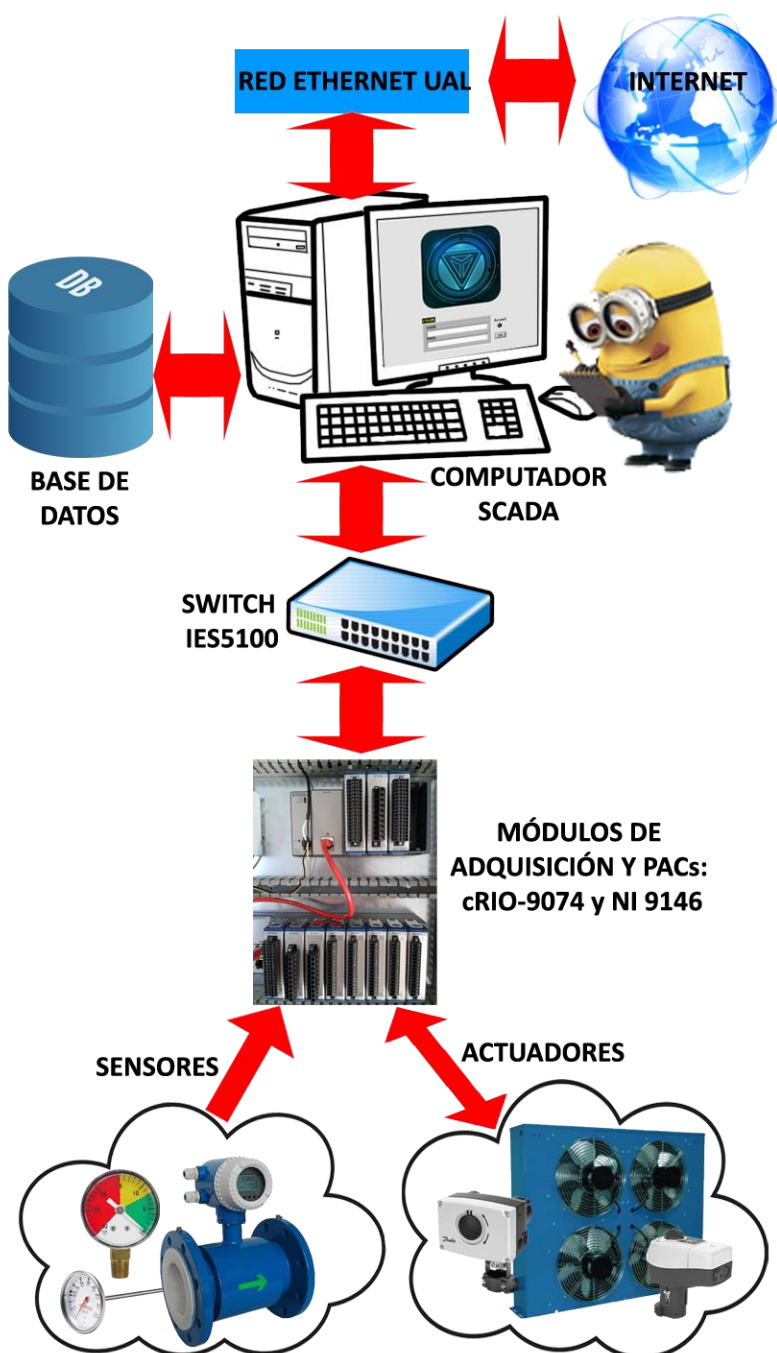 RED ETHERNET UAL
INTERNET
DB
BASE DE
DATOS
COMPUTADOR
SCADA
SWITCH
IES5100
MÓDULOS DE
ADQUISICIÓN Y PACs:
cRIO-9074 y NI 9146
SENSORES
ACTUADORES
Danfoss